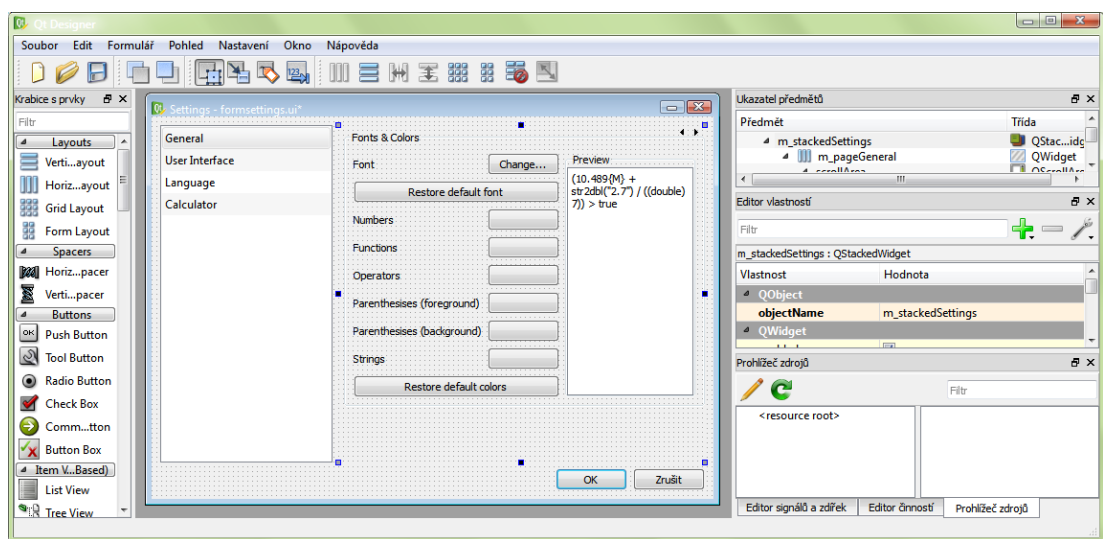 Qt Designer
Soubor Edit Formulář Pohled Nastavení Okno Nápověda
Krabice s prvky
Filtr
Layouts
Verti...ayout
Horiz...ayout
Grid Layout
Form Layout
Spacers
Horiz...pacer
Verti...pacer
Buttons
OK Push Button
Tool Button
Radio Button
Check Box
Comm...tton
Button Box
Item V...Based)
List View
Tree View
Settings - formsettings.ui*
General
User Interface
Language
Calculator
Fonts & Colors
Font Change...
Restore default font
Numbers
Functions
Operators
Parenthesises (foreground)
Parenthesises (background)
Strings
Restore default colors
Preview
(10.489{M} +
str2dbl("2.7") / ((double)
7)) > true
OK Zrušit
Ukazatel předmětů
Předmět Třída
m_stackedSettings QStac...idg
m_pageGeneral QWidget
Editor vlastností
Filtr
m_stackedSettings : QStackedWidget
Vlastnost Hodnota
QObject
objectName m_stackedSettings
QWidget
Prohlížeč zdrojů
Filtr
<resource root>
Editor signálů a zdířek Editor činností Prohlížeč zdrojů